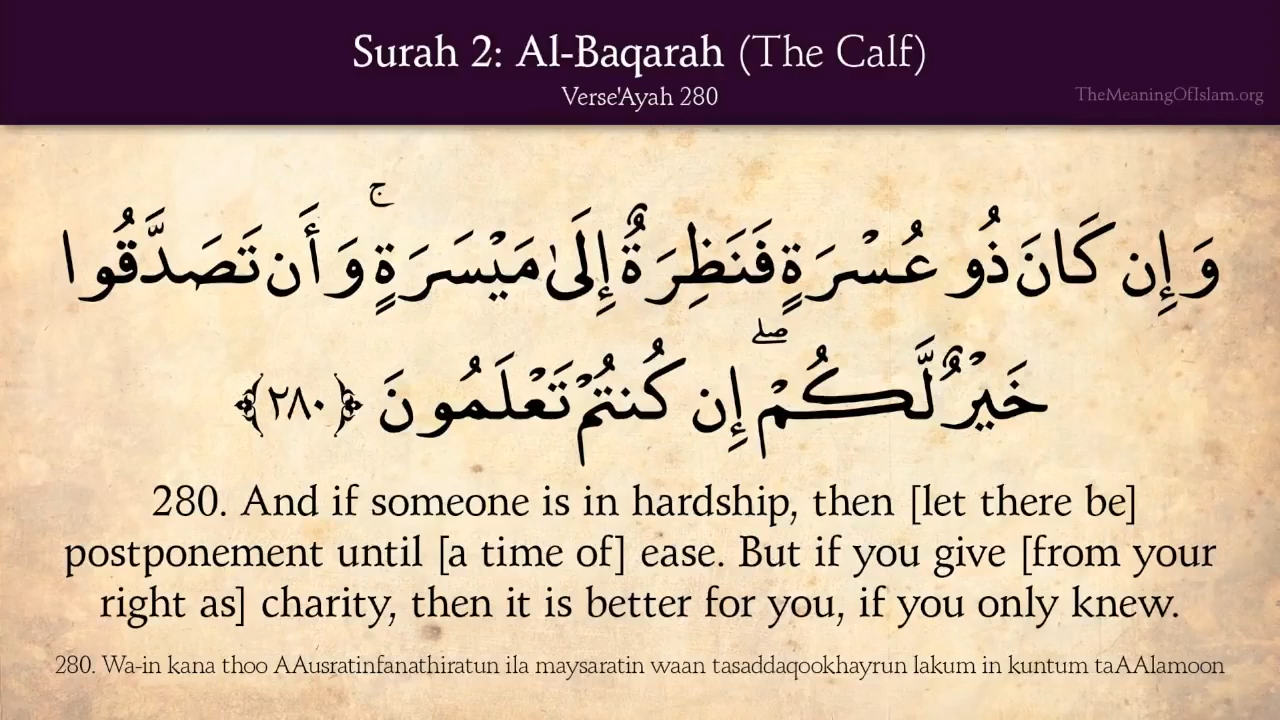 Surah 2: Al-Baqarah (The Calf)
Verse'Ayah 280
TheMeaningOfIslam.org
وَإِن كَانَ ذُو عُسْرَةٍ فَنَظِرَةٌ إِلَىٰ مَيْسَرَةٍ ۚ وَأَن تَصَدَّقُوا
خَيْرٌ لَّكُمْ ۖ إِن كُنتُمْ تَعْلَمُونَ ﴿٢٨٠﴾
280. And if someone is in hardship, then [let there be]
postponement until [a time of] ease. But if you give [from your
right as] charity, then it is better for you, if you only knew.
280. Wa-in kana thoo AAusratinfanathiratun ila maysaratin waan tasaddaqookhayrun lakum in kuntum taAAlamoon